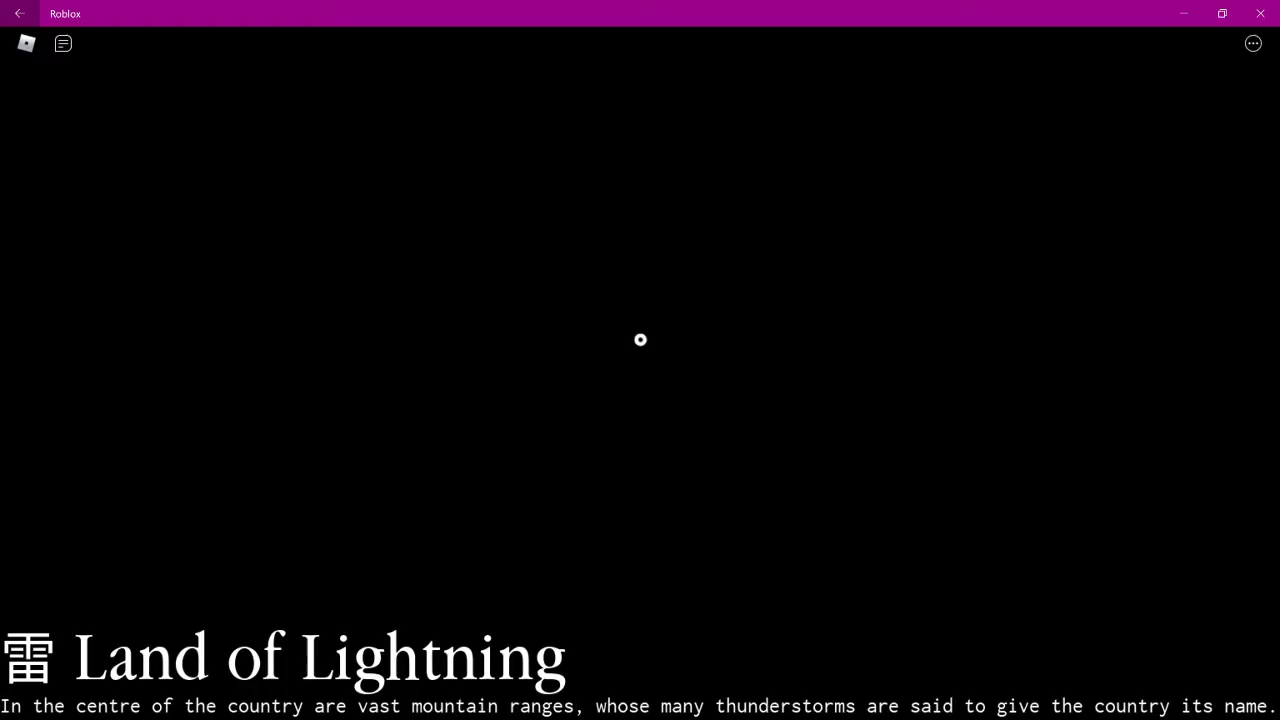 Roblox
雷 Land of Lightning
In the centre of the country are vast mountain ranges, whose many thunderstorms are said to give the country its name.